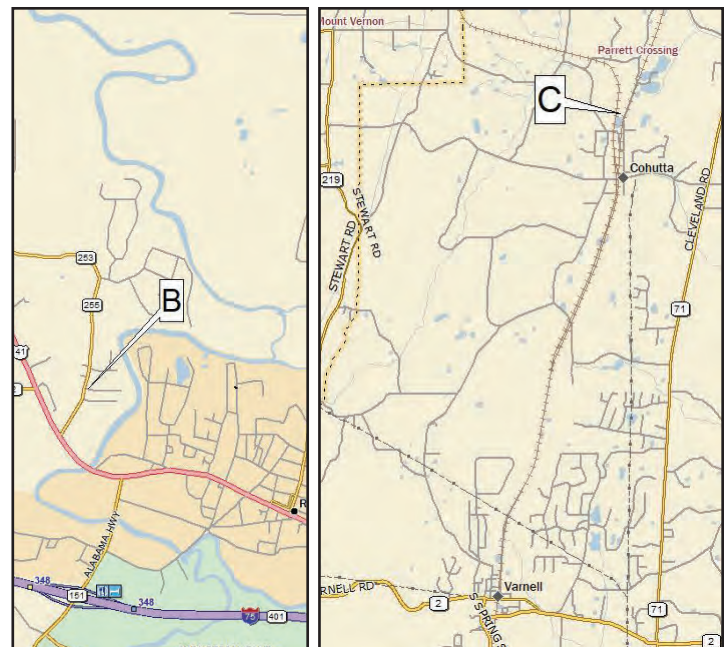 253
255
B
41
ALABAMA HWY
R
348
151
348
75
401
Mount Vernon
Parrett Crossing
C
Cohutta
219
STEWART RD
STEWART RD
CLEVELAND RD
71
RNELL RD
Varnell
2
S SPRING S
71
2